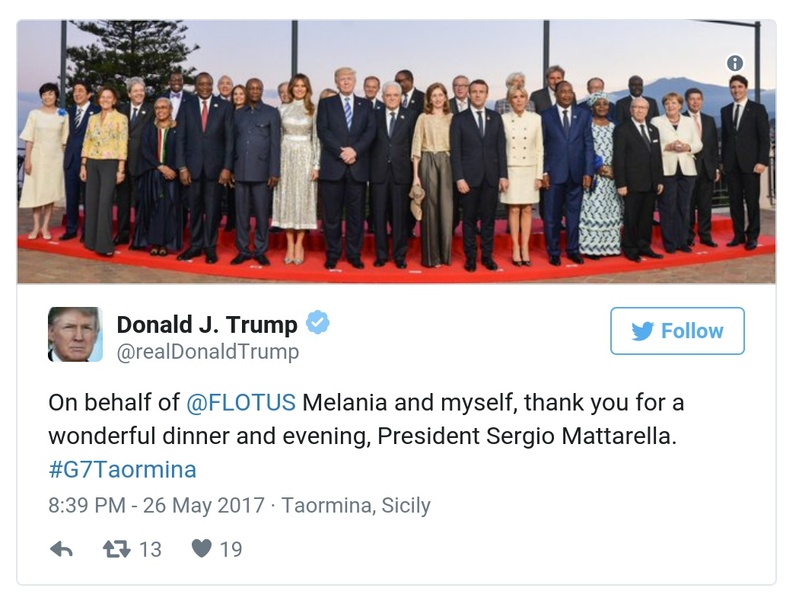 Donald J. Trump
@realDonaldTrump
Follow
On behalf of @FLOTUS Melania and myself, thank you for a
wonderful dinner and evening, President Sergio Mattarella.
#G7Taormina
8:39 PM - 26 May 2017 · Taormina, Sicily
13 19